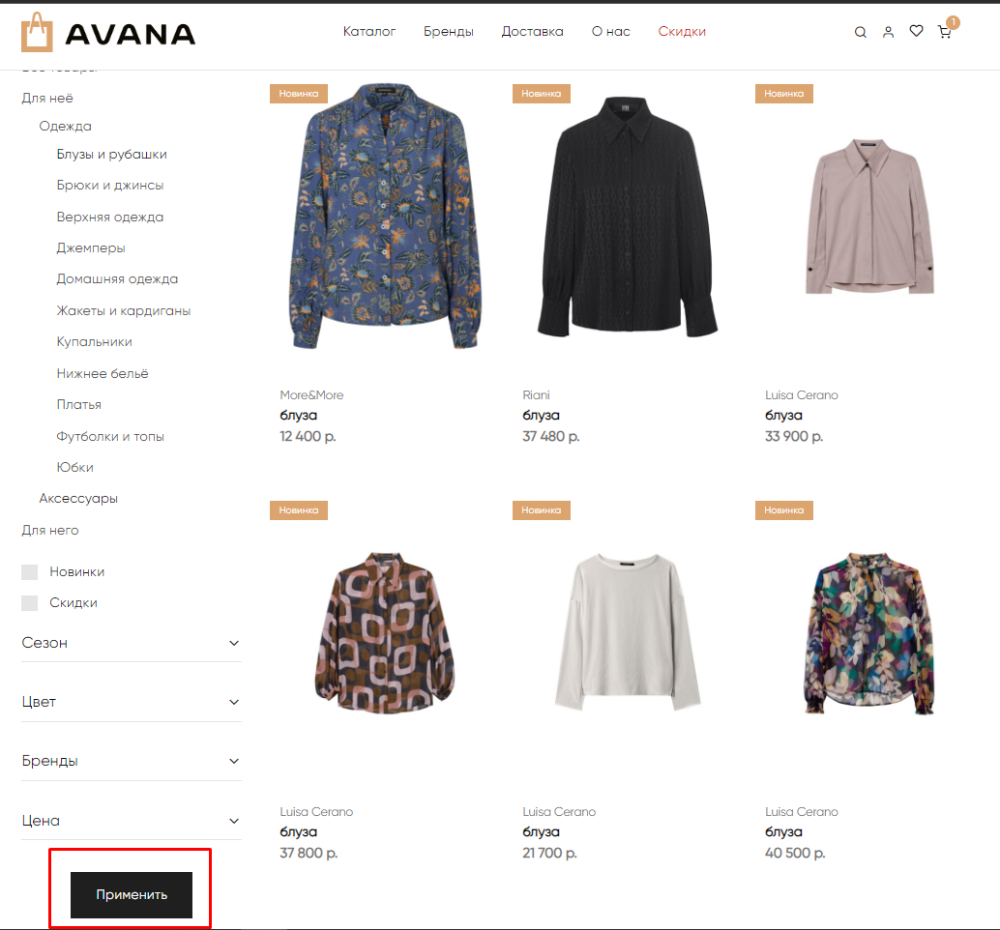 AVANA
Каталог
Бренды
Доставка
О нас
Скидки
1
Все товары
Для неё
Одежда
Блузы и рубашки
Брюки и джинсы
Верхняя одежда
Джемперы
Домашняя одежда
Жакеты и кардиганы
Купальники
Нижнее бельё
Платья
Футболки и топы
Юбки
Аксессуары
Для него
Новинки
Скидки
Сезон
Цвет
Бренды
Цена
Применить
Новинка
More&More
блуза
12 400 р.
Новинка
Riani
блуза
37 480 р.
Новинка
Luisa Cerano
блуза
33 900 р.
Новинка
Luisa Cerano
блуза
37 800 р.
Новинка
Luisa Cerano
блуза
21 700 р.
Новинка
Luisa Cerano
блуза
40 500 р.